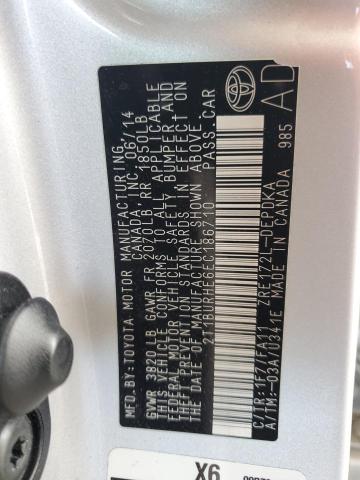 MFD.BY:TOYOTA MOTOR MANUFACTURING
CANADA, INC. 06/14
GVWR 3820 LB GAWR FR 2070LB RR 1850LB
THIS VEHICLE CONFORMS TO ALL APPLICABLE
FEDERAL MOTOR VEHICLE SAFETY, BUMPER, AND
THEFT PREVENTION STANDARDS IN EFFECT ON
THE DATE OF MANUFACTURE SHOWN ABOVE.
2T1BURHE6EC186710 PASS.CAR
C/TR:1F7/FA11 ZRE172L-DEPDKA
A/TM:-03A/U341E MADE IN CANADA 985
AD
X6